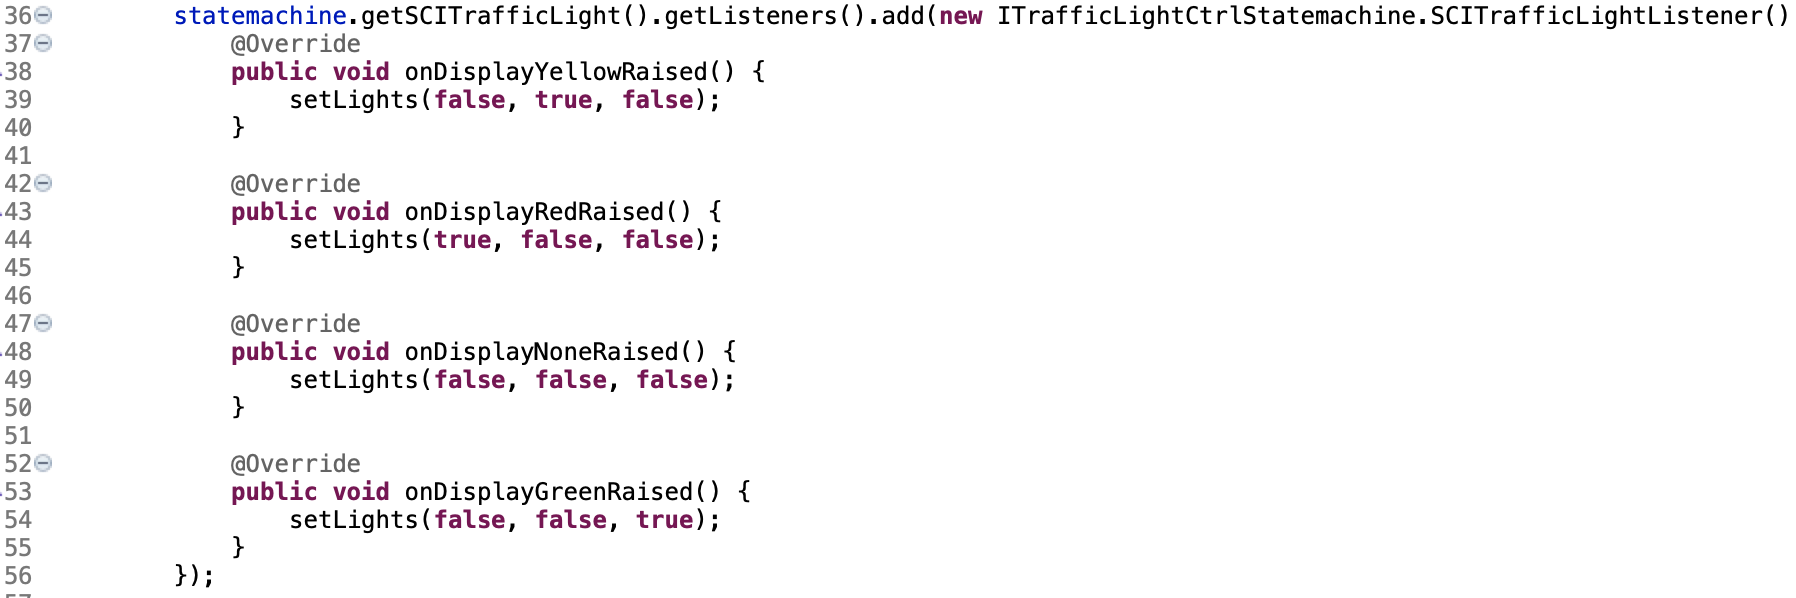 36 statemachine.getSCITrafficLight().getListeners().add(new ITrafficLightCtrlStatemachine.SCITrafficLightListener()
37 @Override
38 public void onDisplayYellowRaised() {
39 setLights(false, true, false);
40 }
41
42 @Override
43 public void onDisplayRedRaised() {
44 setLights(true, false, false);
45 }
46
47 @Override
48 public void onDisplayNoneRaised() {
49 setLights(false, false, false);
50 }
51
52 @Override
53 public void onDisplayGreenRaised() {
54 setLights(false, false, true);
55 }
56 });